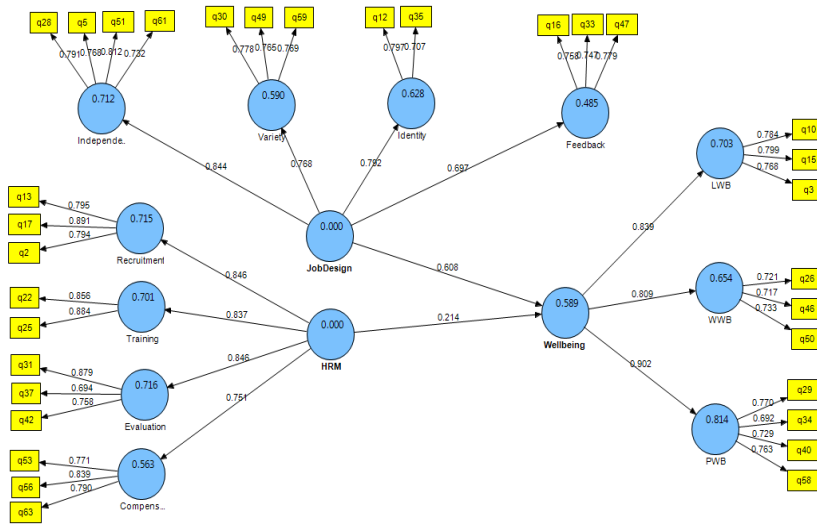 q28
q5
q51
q61
q30
q49
q59
q12
q35
q16
q33
q47
0.791
0.768
0.812
0.732
0.778
0.765
0.769
0.797
0.707
0.758
0.747
0.779
0.712
Independe..
0.590
Variety
0.628
Identity
0.485
Feedback
0.844
0.768
0.792
0.697
q10
q15
q3
0.784
0.799
0.768
0.703
LWB
q13
q17
q2
0.795
0.891
0.794
0.715
Recruitment
0.000
JobDesign
0.839
0.846
0.608
q22
q25
0.856
0.884
0.701
Training
0.837
0.000
HRM
0.214
0.589
Wellbeing
0.809
0.654
WWB
0.721
0.717
0.733
q26
q46
q50
q31
q37
q42
0.879
0.694
0.758
0.716
Evaluation
0.846
0.751
0.902
q29
q34
q40
q58
0.770
0.692
0.729
0.763
0.814
PWB
q53
q56
q63
0.771
0.839
0.790
0.563
Compens...